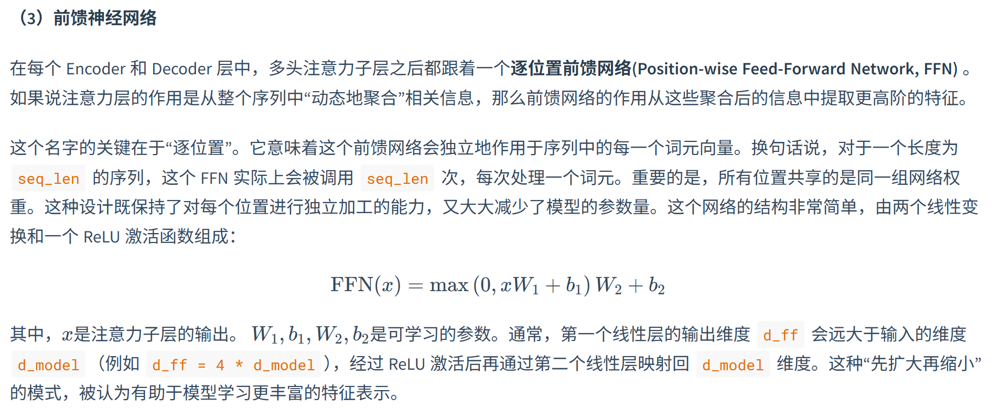 （3）前馈神经网络
在每个 Encoder 和 Decoder 层中，多头注意力子层之后都跟着一个逐位置前馈网络(Position-wise Feed-Forward Network, FFN) 。
如果说注意力层的作用是从整个序列中“动态地聚合”相关信息，那么前馈网络的作用从这些聚合后的信息中提取更高阶的特征。
这个名字的关键在于“逐位置”。它意味着这个前馈网络会独立地作用于序列中的每一个词元向量。换句话说，对于一个长度为
seq_len 的序列，这个 FFN 实际上会被调用 seq_len 次，每次处理一个词元。重要的是，所有位置共享的是同一组网络权
重。这种设计既保持了对每个位置进行独立加工的能力，又大大减少了模型的参数量。这个网络的结构非常简单，由两个线性变
换和一个 ReLU 激活函数组成：
FFN(x) = max (0, xW₁ + b₁) W₂ + b₂
其中，x是注意力子层的输出。 W₁, b₁, W₂, b₂是可学习的参数。通常，第一个线性层的输出维度 d_ff 会远大于输入的维度
d_model （例如 d_ff = 4 * d_model ），经过 ReLU 激活后再通过第二个线性层映射回 d_model 维度。这种“先扩大再缩小”
的模式，被认为有助于模型学习更丰富的特征表示。